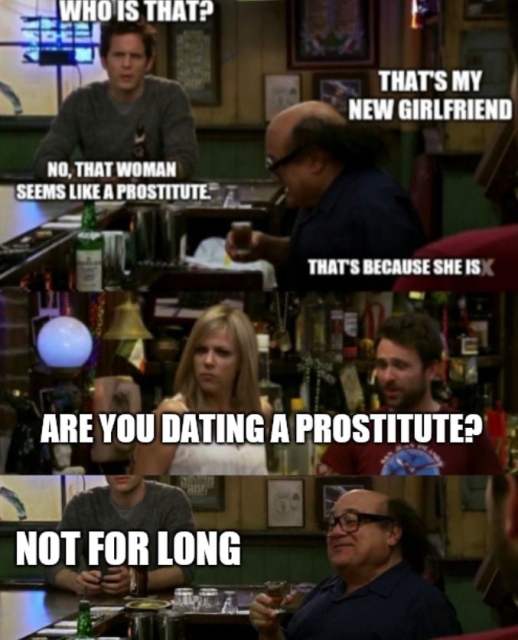 WHO IS THAT?
THAT'S MY
NEW GIRLFRIEND
NO, THAT WOMAN
SEEMS LIKE A PROSTITUTE.
THAT'S BECAUSE SHE IS
ARE YOU DATING A PROSTITUTE?
NOT FOR LONG